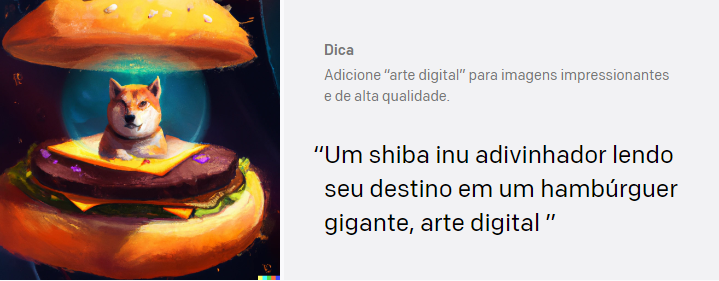 Dica
Adicione “arte digital” para imagens impressionantes
e de alta qualidade.
“Um shiba inu adivinhador lendo
seu destino em um hambúrguer
gigante, arte digital ”